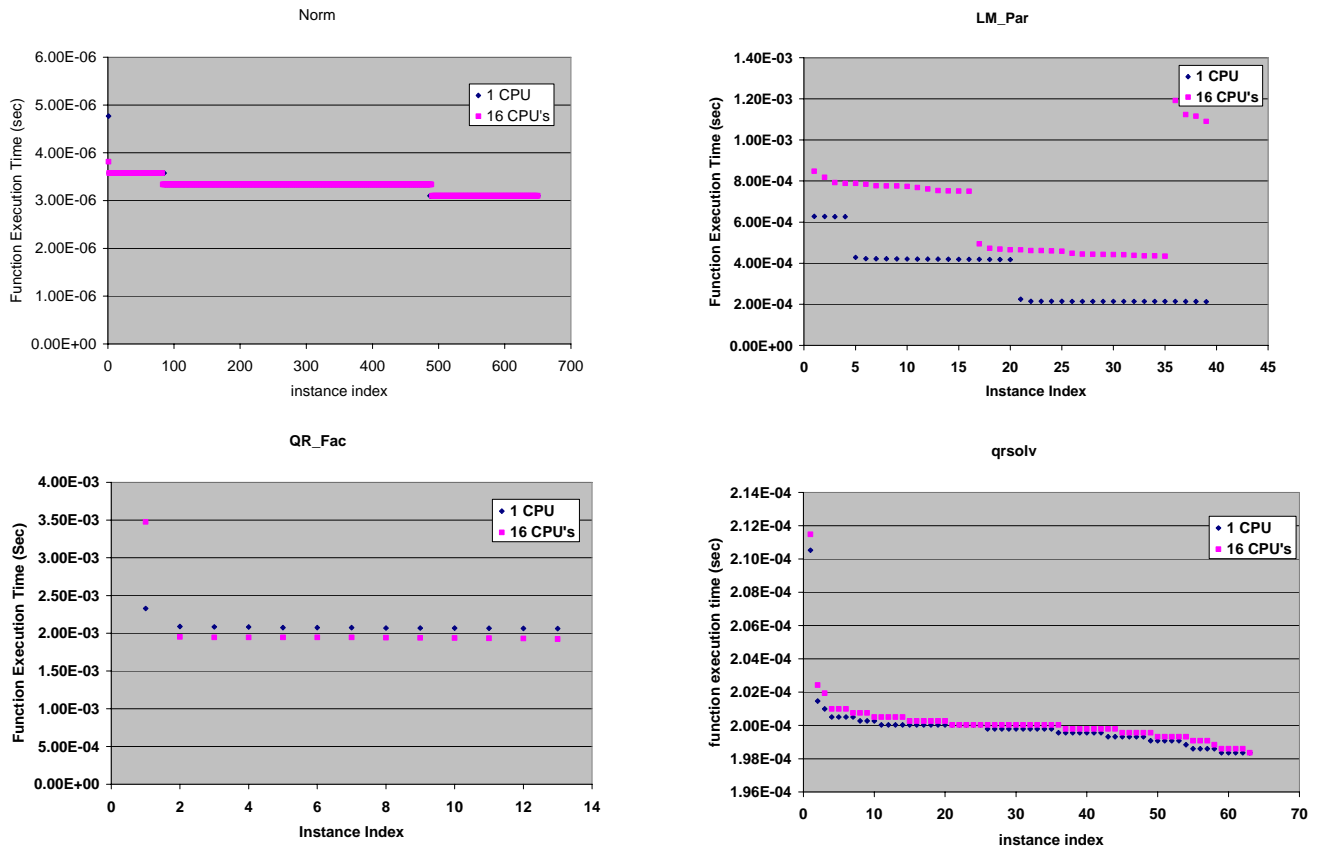 Norm
6.00E-06
5.00E-06
4.00E-06
3.00E-06
2.00E-06
1.00E-06
0.00E+00
0 100 200 300 400 500 600 700
instance index
Function Execution Time (sec)
1 CPU
16 CPU's
LM_Par
1.40E-03
1.20E-03
1.00E-03
8.00E-04
6.00E-04
4.00E-04
2.00E-04
0.00E+00
0 5 10 15 20 25 30 35 40 45
Instance Index
Function Execution Time (sec)
1 CPU
16 CPU's
QR_Fac
4.00E-03
3.50E-03
3.00E-03
2.50E-03
2.00E-03
1.50E-03
1.00E-03
5.00E-04
0.00E+00
0 2 4 6 8 10 12 14
Instance Index
Function Execution Time (Sec)
1 CPU
16 CPU's
qrsolv
2.14E-04
2.12E-04
2.10E-04
2.08E-04
2.06E-04
2.04E-04
2.02E-04
2.00E-04
1.98E-04
1.96E-04
0 10 20 30 40 50 60 70
instance index
function execution time (sec)
1 CPU
16 CPU's